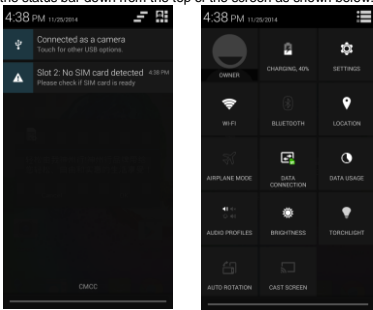 the status bar down from the top of the screen as shown below.
4:38 PM 11/25/2014
Connected as a camera
Touch for other USB options.
Slot 2: No SIM card detected 4:38 PM
Please check if SIM card is ready
CMCC
4:38 PM 11/25/2014
OWNER
CHARGING, 40%
SETTINGS
WI-FI
BLUETOOTH
LOCATION
AIRPLANE MODE
DATA
CONNECTION
DATA USAGE
AUDIO PROFILES
BRIGHTNESS
TORCHLIGHT
AUTO ROTATION
CAST SCREEN